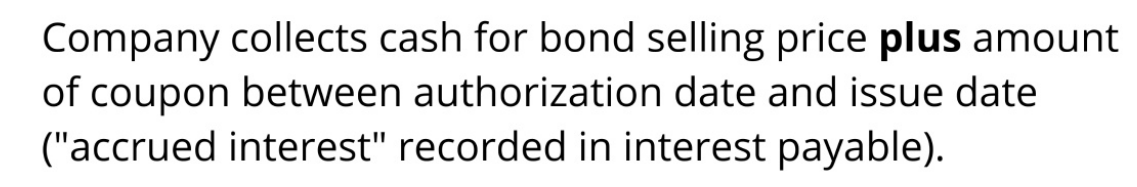 Company collects cash for bond selling price plus amount
of coupon between authorization date and issue date
("accrued interest" recorded in interest payable).